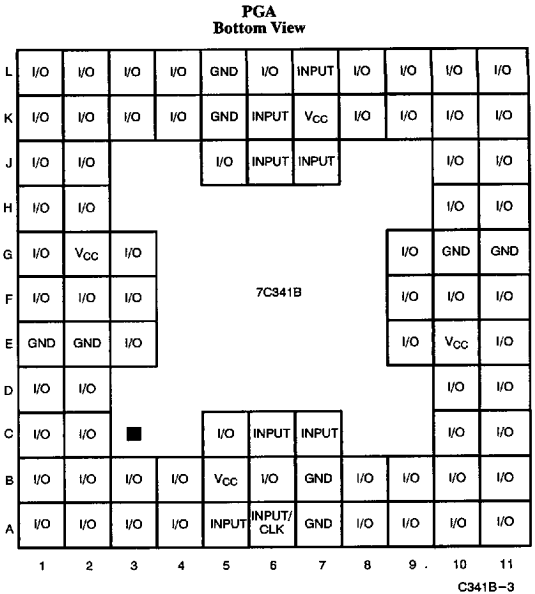 PGA
Bottom View
L I/O I/O I/O I/O GND I/O INPUT I/O I/O I/O I/O
K I/O I/O I/O I/O GND INPUT VCC I/O I/O I/O I/O
J I/O I/O I/O INPUT INPUT I/O I/O
H I/O I/O I/O I/O
G I/O VCC I/O I/O GND GND
F I/O I/O I/O 7C341B I/O I/O I/O
E GND GND I/O I/O VCC I/O
D I/O I/O I/O I/O
C I/O I/O I/O INPUT INPUT I/O I/O
B I/O I/O I/O I/O VCC I/O GND I/O I/O I/O I/O
A I/O I/O I/O I/O INPUT INPUT/ CLK GND I/O I/O I/O I/O
1 2 3 4 5 6 7 8 9 10 11
C341B-3